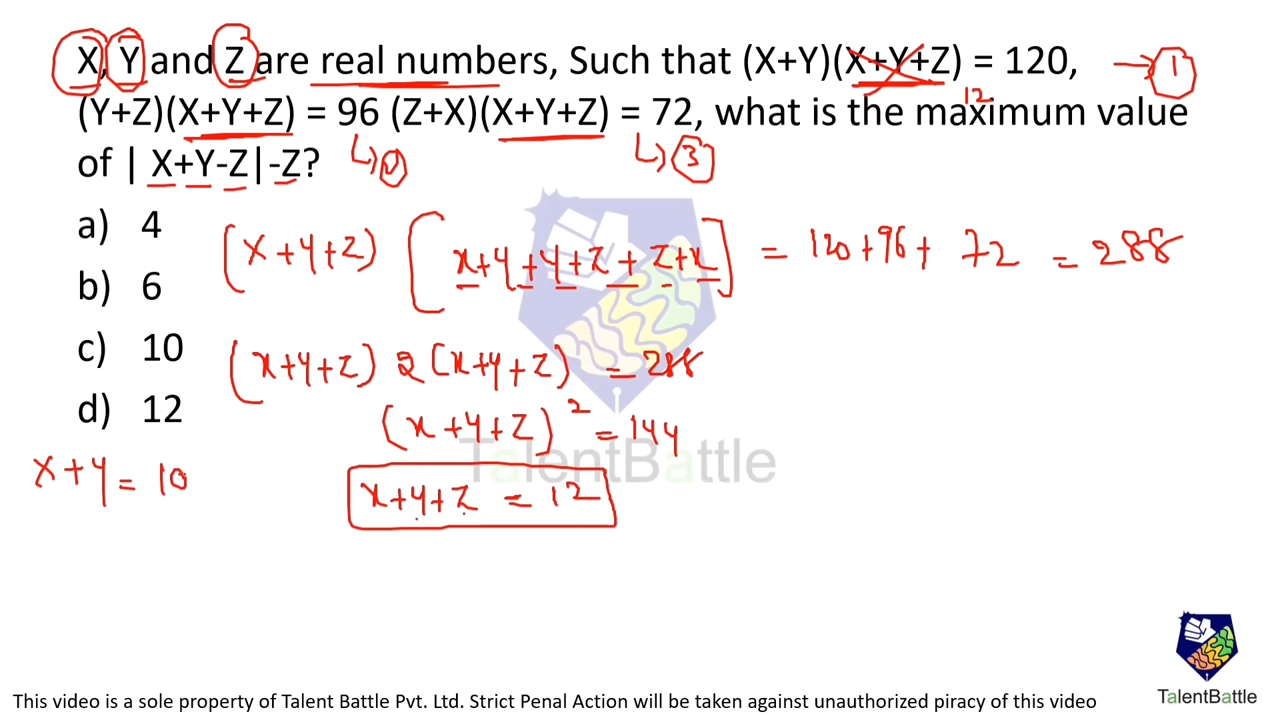 X, Y and Z are real numbers, Such that (X+Y)(X+Y+Z) = 120, → 1
12
(Y+Z)(X+Y+Z) = 96 (Z+X)(X+Y+Z) = 72, what is the maximum value
of | X+Y-Z|-Z? 3
a) 4
b) 6
c) 10
d) 12
(x+y+z) [x+y+y+z+z+x] = 120+96+72 = 288
(x+y+z) 2(x+y+z) = 288
(x+y+z)² = 144
x+y = 10
x+y+z = 12
TalentBattle
This video is a sole property of Talent Battle Pvt. Ltd. Strict Penal Action will be taken against unauthorized piracy of this video
TalentBattle